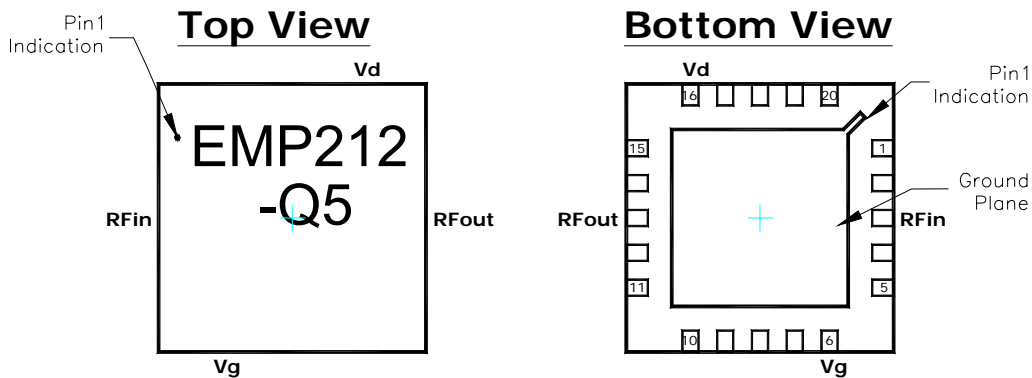 Top View
Pin1
Indication
Vd
EMP212
-Q5
RFin
RFout
Vg
Bottom View
Vd
Pin1
Indication
16
20
15
1
Ground
Plane
RFout
RFin
11
5
10
6
Vg